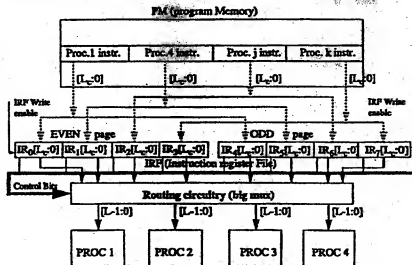 PM (program Memory)
Proc.1 instr. Proc.4 instr. Proc. j instr. Proc. k instr.
[Lc:0] [Lc:0] [Lc:0] [Lc:0]
IRF Write enable IRF Write enable
EVEN page ODD page
IR0[Lc:0] IR1[Lc:0] IR2[Lc:0] IR3[Lc:0] IR4[Lc:0] IR5[Lc:0] IR6[Lc:0] IR7[Lc:0]
IRF (Instruction register File)
Control Bits
Routing circuitry (big mux)
[L-1:0] [L-1:0] [L-1:0] [L-1:0]
PROC 1 PROC 2 PROC 3 PROC 4